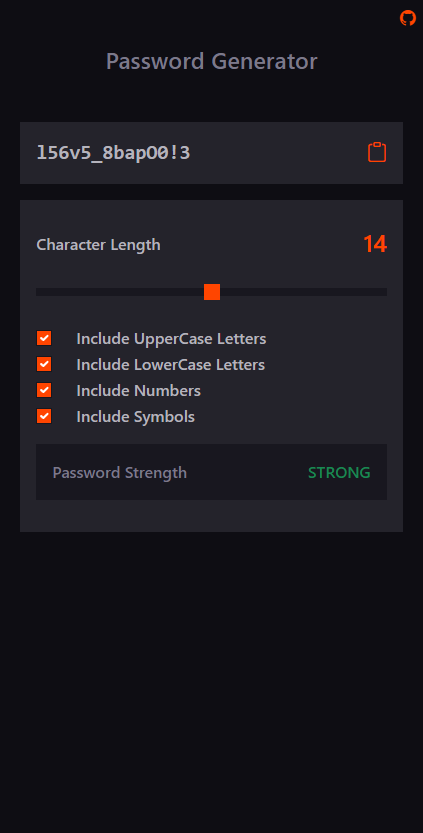 Password Generator
l56v5_8bapO0!3
Character Length
14
Include UpperCase Letters
Include LowerCase Letters
Include Numbers
Include Symbols
Password Strength
STRONG